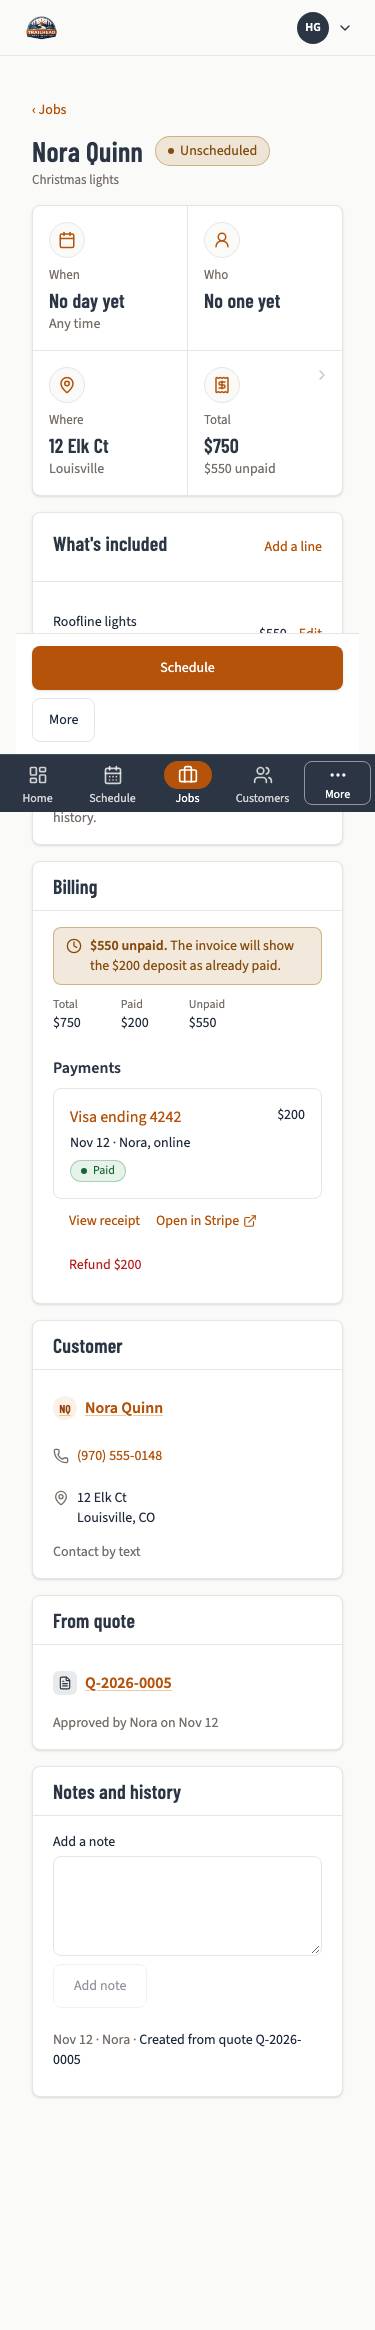 TRAILHEAD
HG
‹ Jobs
Nora Quinn
Unscheduled
Christmas lights
When
No day yet
Any time
Who
No one yet
Where
12 Elk Ct
Louisville
Total
$750
$550 unpaid
What's included
Add a line
Roofline lights
$550
Edit
Schedule
More
Home
Schedule
Jobs
Customers
More
history.
Billing
$550 unpaid. The invoice will show
the $200 deposit as already paid.
Total
Paid
Unpaid
$750
$200
$550
Payments
Visa ending 4242
$200
Nov 12 · Nora, online
Paid
View receipt
Open in Stripe
Refund $200
Customer
NQ
Nora Quinn
(970) 555-0148
12 Elk Ct
Louisville, CO
Contact by text
From quote
Q-2026-0005
Approved by Nora on Nov 12
Notes and history
Add a note
Add note
Nov 12 · Nora · Created from quote Q-2026-
0005